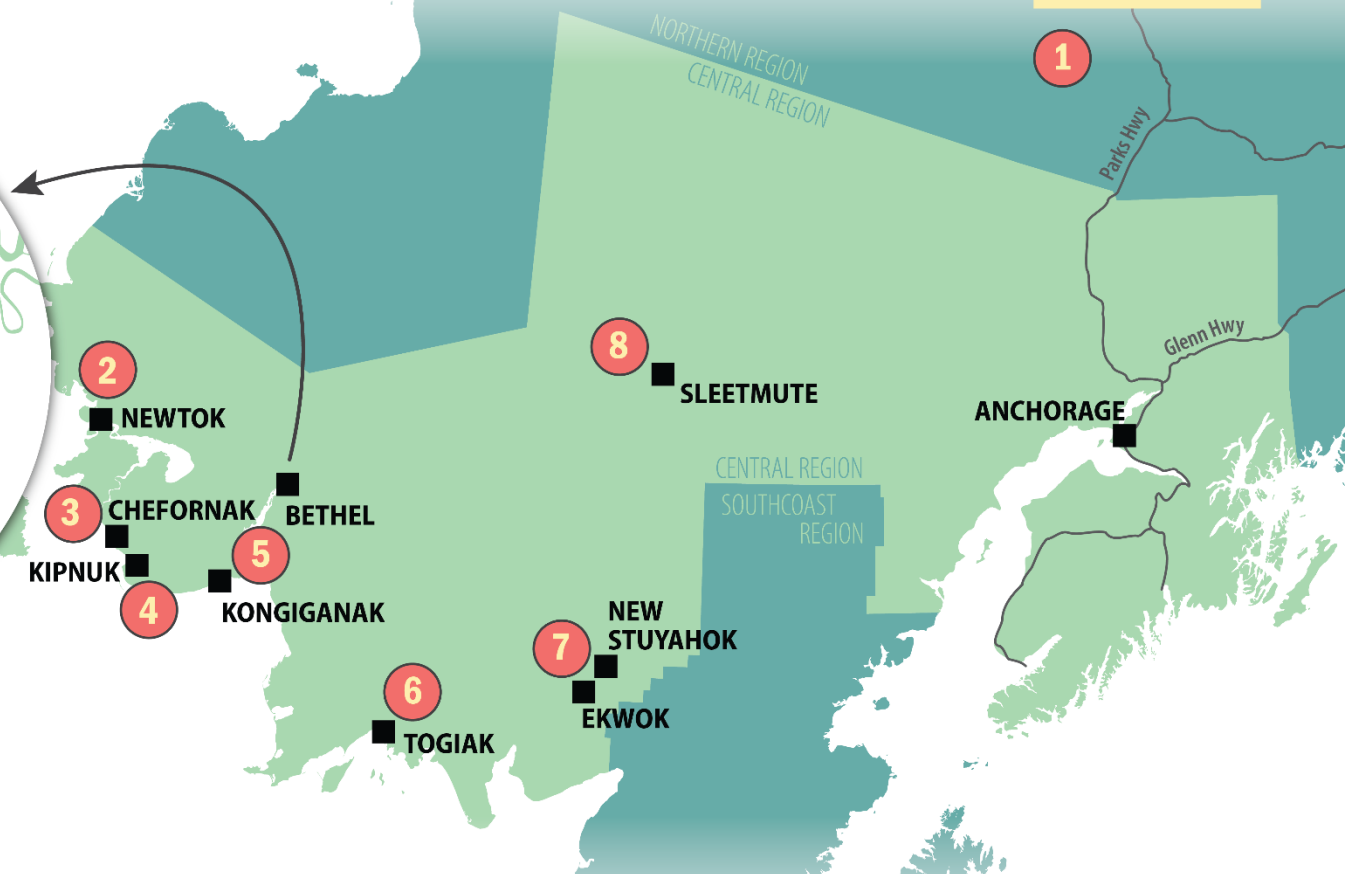 NORTHERN REGION
CENTRAL REGION
1
Parks Hwy
Glenn Hwy
2
NEWTOK
8
SLEETMUTE
ANCHORAGE
3
CHEFORNAK
BETHEL
CENTRAL REGION
SOUTHCOAST
REGION
5
KIPNUK
4
KONGIGANAK
7
NEW
STUYAHOK
EKWOK
6
TOGIAK